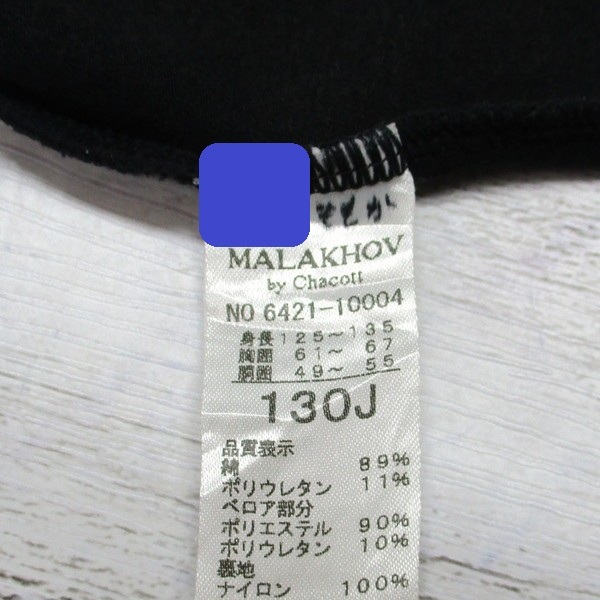 MALAKHOV
by Chacott
NO 6421-10004
身長125~135
胸囲 61~ 67
胴囲 49~ 55
130J
品質表示
綿 89%
ポリウレタン 11%
ベロア部分
ポリエステル 90%
ポリウレタン 10%
裏地
ナイロン 100%